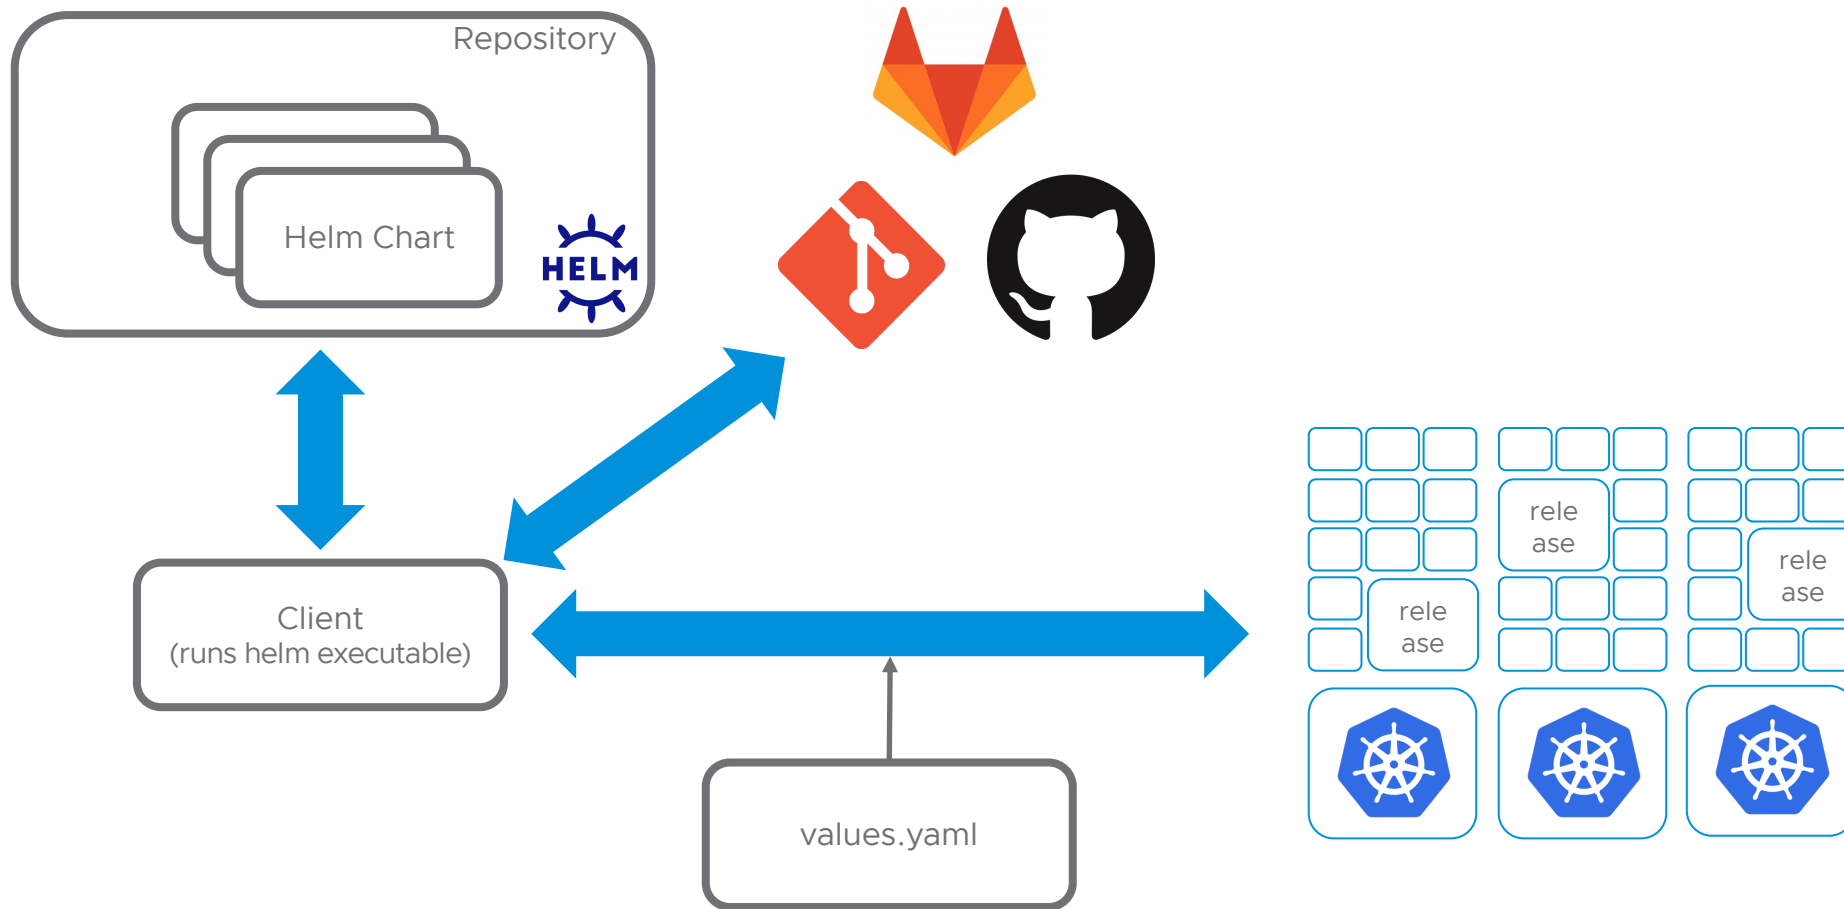 Repository
Helm Chart
HELM
Client
(runs helm executable)
rele
ase
rele
ase
rele
ase
values.yaml